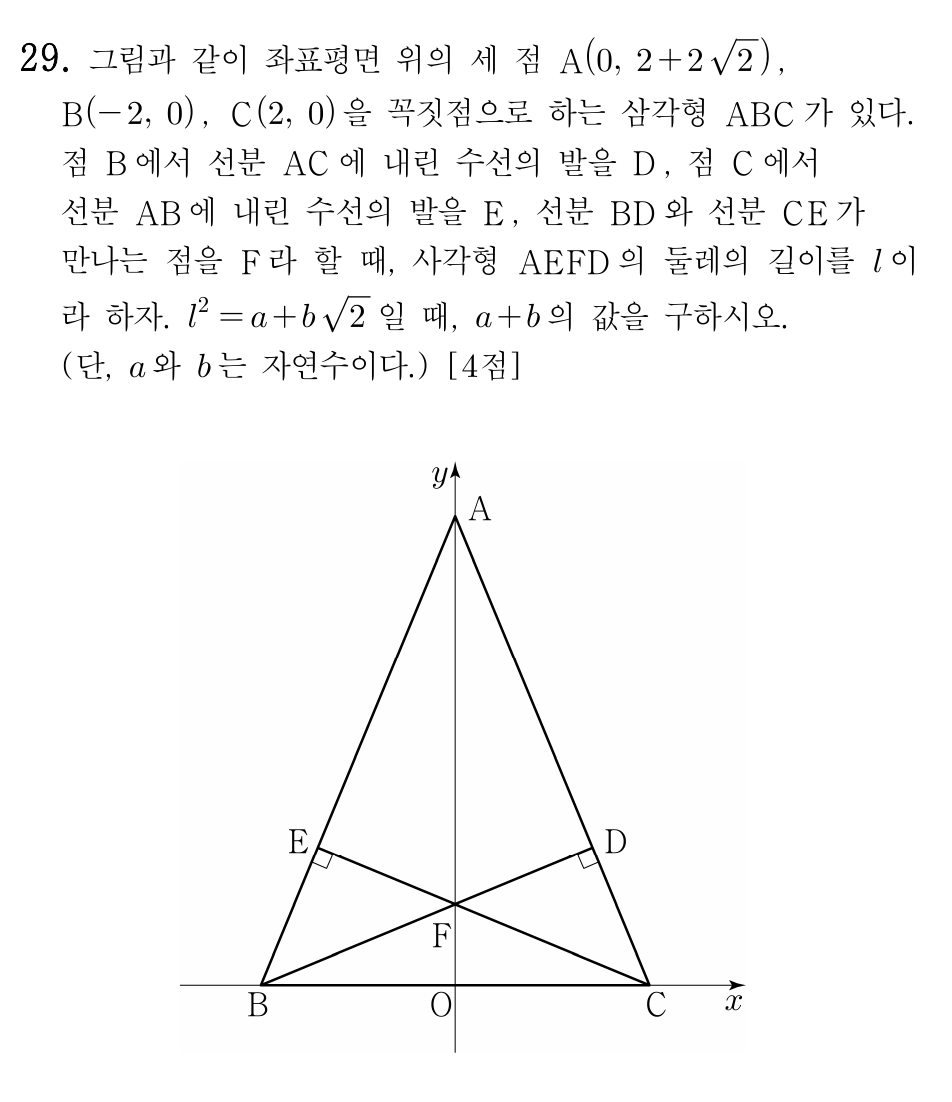 29. 그림과 같이 좌표평면 위의 세 점 A(0, 2+2√2),
B(−2, 0), C(2, 0)을 꼭짓점으로 하는 삼각형 ABC가 있다.
점 B에서 선분 AC에 내린 수선의 발을 D, 점 C에서
선분 AB에 내린 수선의 발을 E, 선분 BD와 선분 CE가
만나는 점을 F라 할 때, 사각형 AEFD의 둘레의 길이를 l이
라 하자. l²=a+b√2일 때, a+b의 값을 구하시오.
(단, a와 b는 자연수이다.) [4점]
y
A
E
D
F
B
O
C
x